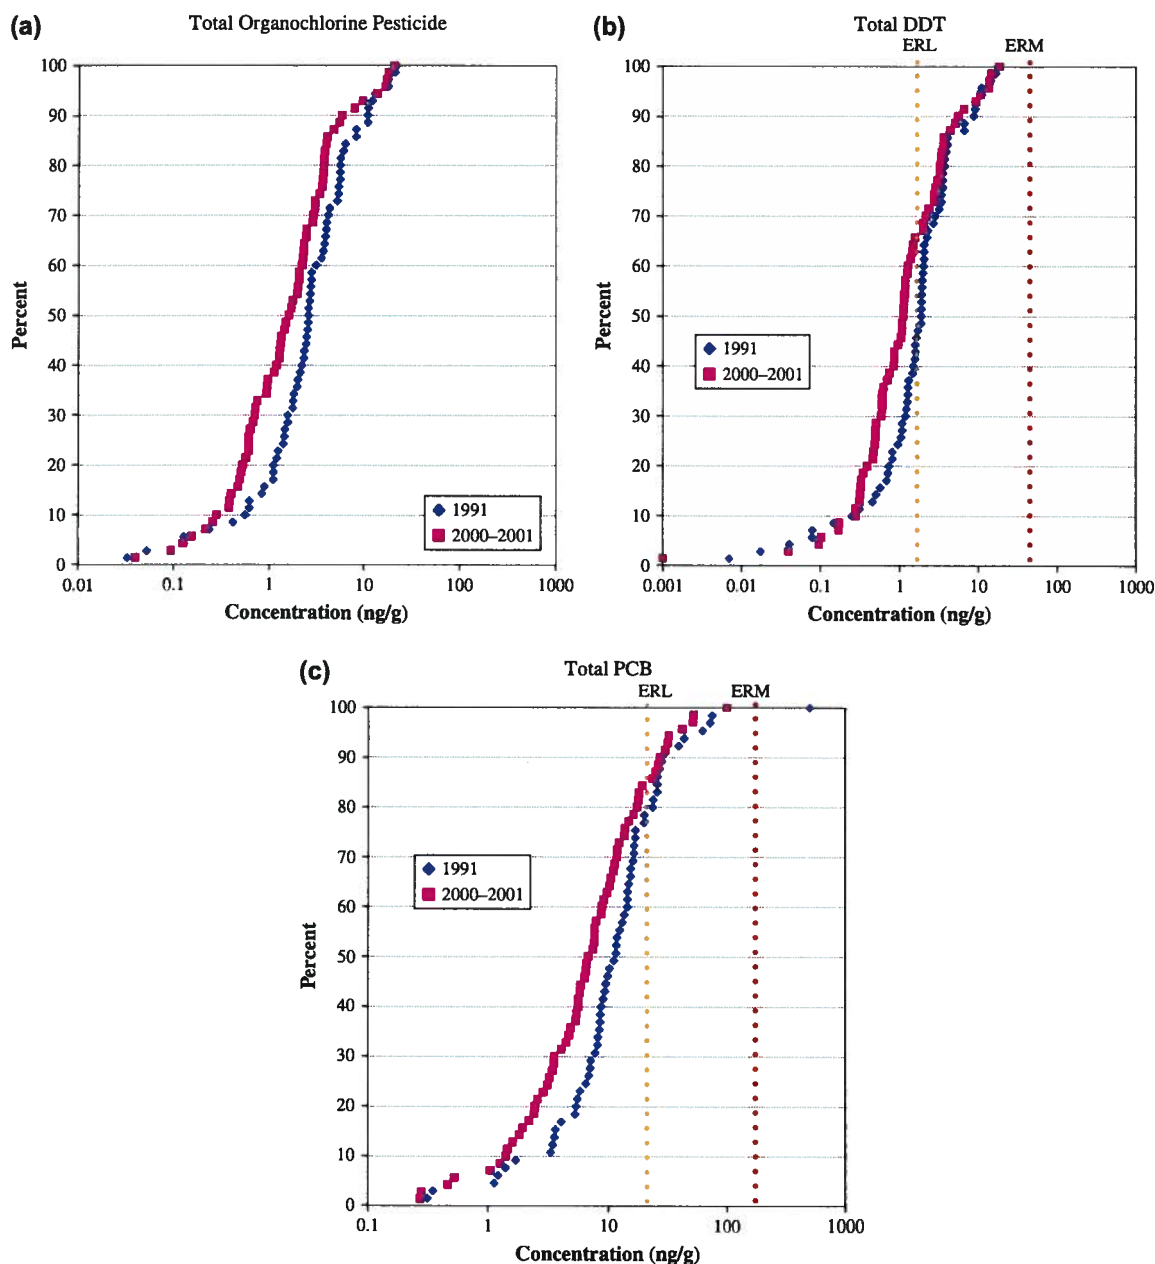 (a)
Total Organochlorine Pesticide
100
90
80
70
60
50
40
30
20
10
0
Percent
0.01 0.1 1 10 100 1000
Concentration (ng/g)
1991
2000–2001
(b)
Total DDT
ERL ERM
100
90
80
70
60
50
40
30
20
10
0
Percent
1991
2000–2001
0.001 0.01 0.1 1 10 100 1000
Concentration (ng/g)
(c)
Total PCB
ERL ERM
100
90
80
70
60
50
40
30
20
10
0
Percent
1991
2000–2001
0.1 1 10 100 1000
Concentration (ng/g)